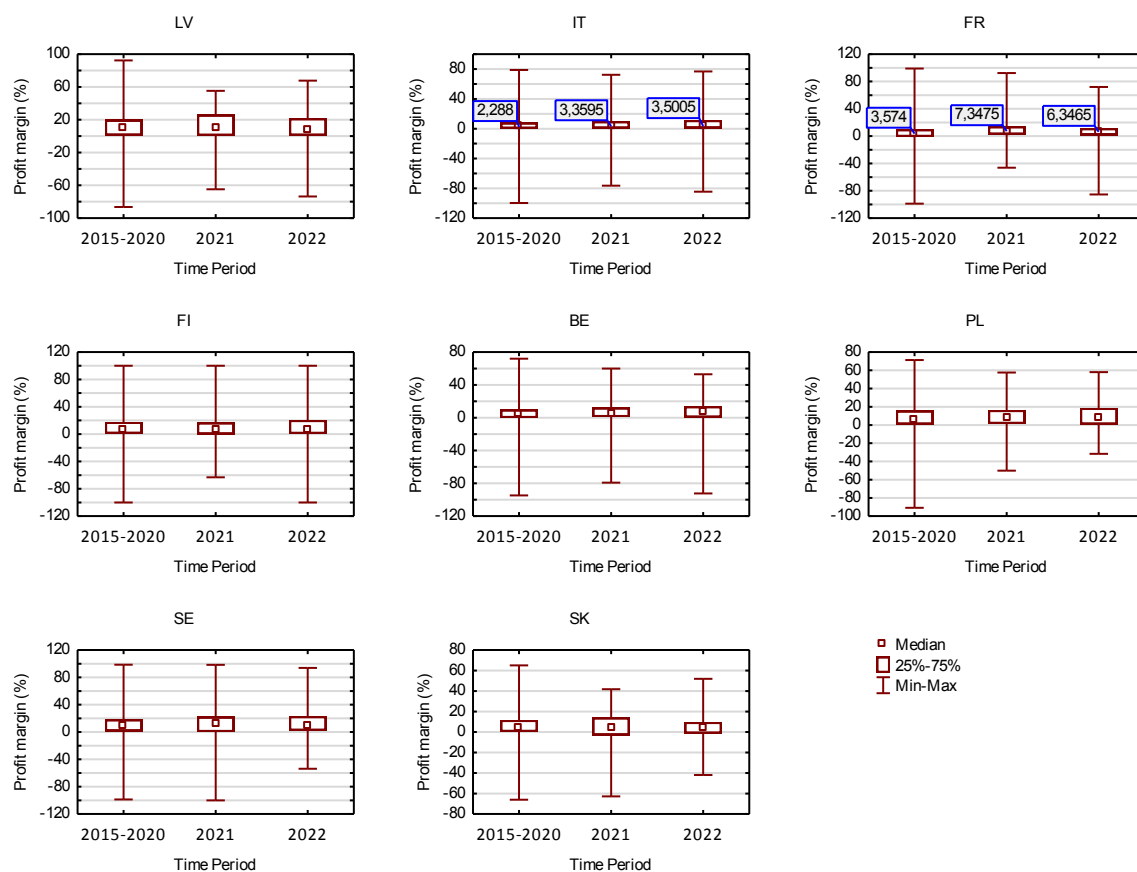 LV
Profit margin (%)
100
60
20
-20
-60
-100
2015-2020 2021 2022
Time Period
IT
Profit margin (%)
80
40
0
-40
-80
-120
2,288 3,3595 3,5005
2015-2020 2021 2022
Time Period
FR
Profit margin (%)
120
80
40
0
-40
-80
-120
3,574 7,3475 6,3465
2015-2020 2021 2022
Time Period
FI
Profit margin (%)
120
80
40
0
-40
-80
-120
2015-2020 2021 2022
Time Period
BE
Profit margin (%)
80
40
0
-40
-80
-120
2015-2020 2021 2022
Time Period
PL
Profit margin (%)
80
60
40
20
0
-20
-40
-60
-80
-100
2015-2020 2021 2022
Time Period
SE
Profit margin (%)
120
80
40
0
-40
-80
-120
2015-2020 2021 2022
Time Period
SK
Profit margin (%)
80
60
40
20
0
-20
-40
-60
-80
2015-2020 2021 2022
Time Period
Median
25%-75%
Min-Max